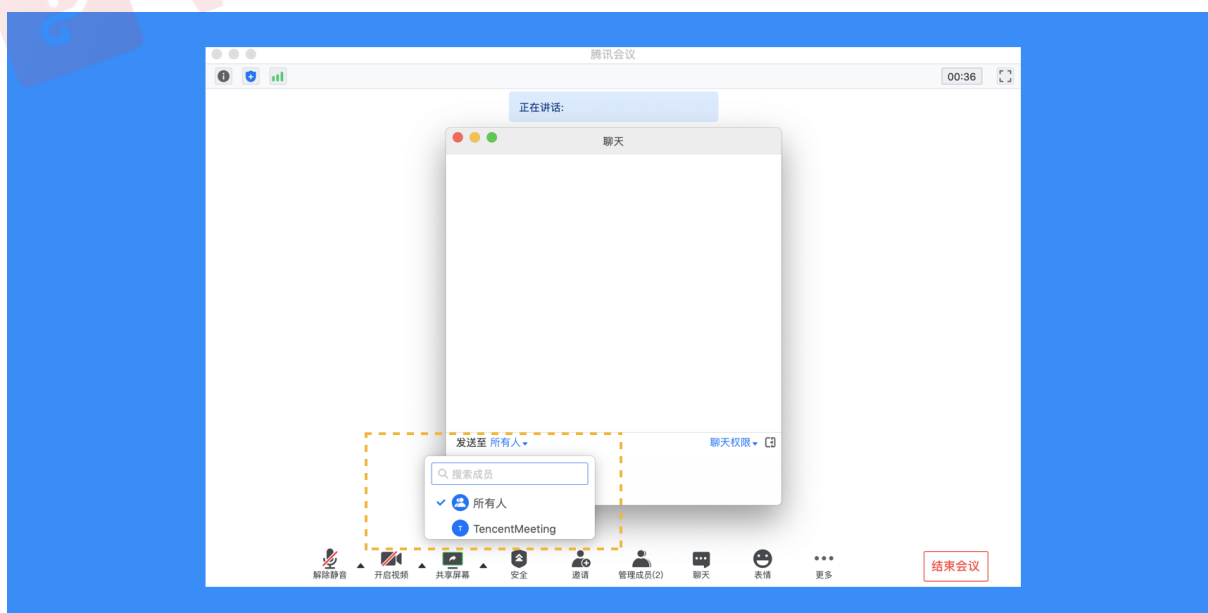 腾讯会议
00:36
正在讲话:
聊天
发送至 所有人
聊天权限
搜索成员
所有人
T TencentMeeting
解除静音 开启视频 共享屏幕 安全 邀请 管理成员(2) 聊天 表情 更多
结束会议